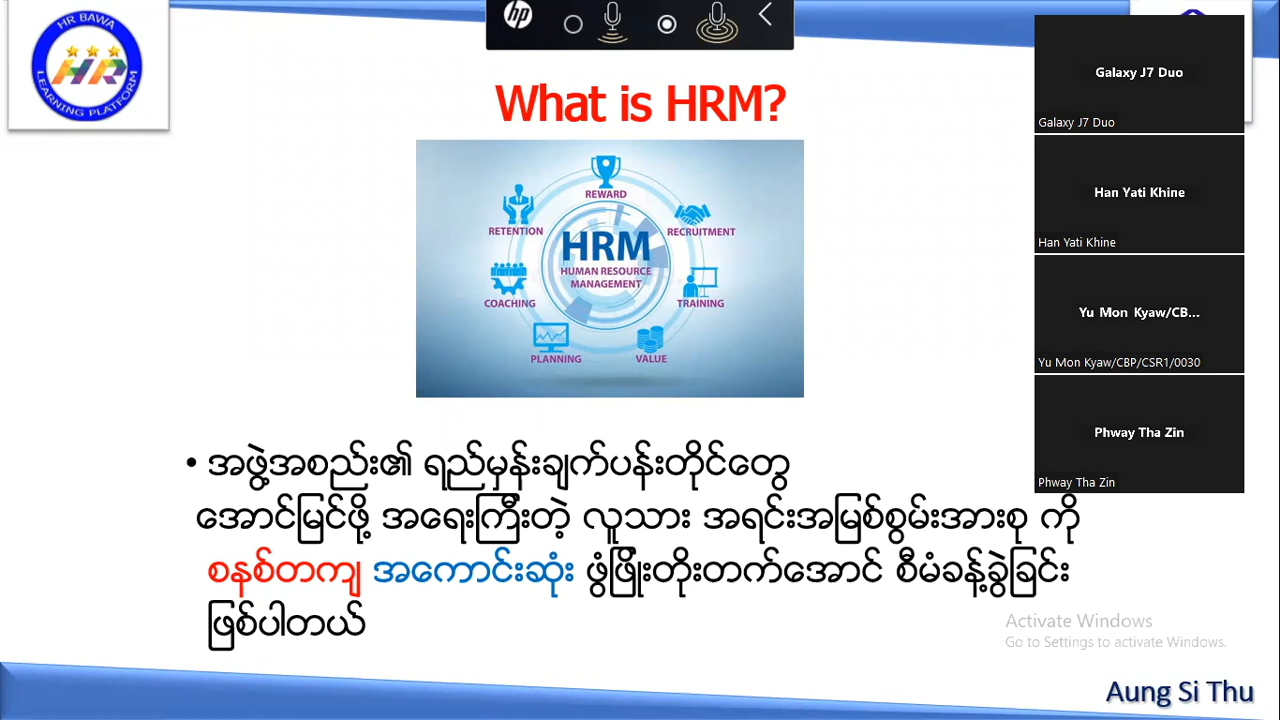 HR BAWA
HR
LEARNING PLATFORM
hp
What is HRM?
REWARD
RETENTION
RECRUITMENT
HRM
HUMAN RESOURCE
MANAGEMENT
COACHING
TRAINING
PLANNING
VALUE
• အဖွဲ့အစည်း၏ ရည်မှန်းချက်ပန်းတိုင်တွေ
အောင်မြင်ဖို့ အရေးကြီးတဲ့ လူသား အရင်းအမြစ်စွမ်းအားစု ကို
စနစ်တကျ အကောင်းဆုံး ဖွံဖြိုးတိုးတက်အောင် စီမံခန့်ခွဲခြင်း
ဖြစ်ပါတယ်
Galaxy J7 Duo
Galaxy J7 Duo
Han Yati Khine
Han Yati Khine
Yu Mon Kyaw/CB...
Yu Mon Kyaw/CBP/CSR1/0030
Phway Tha Zin
Phway Tha Zin
Activate Windows
Go to Settings to activate Windows.
Aung Si Thu